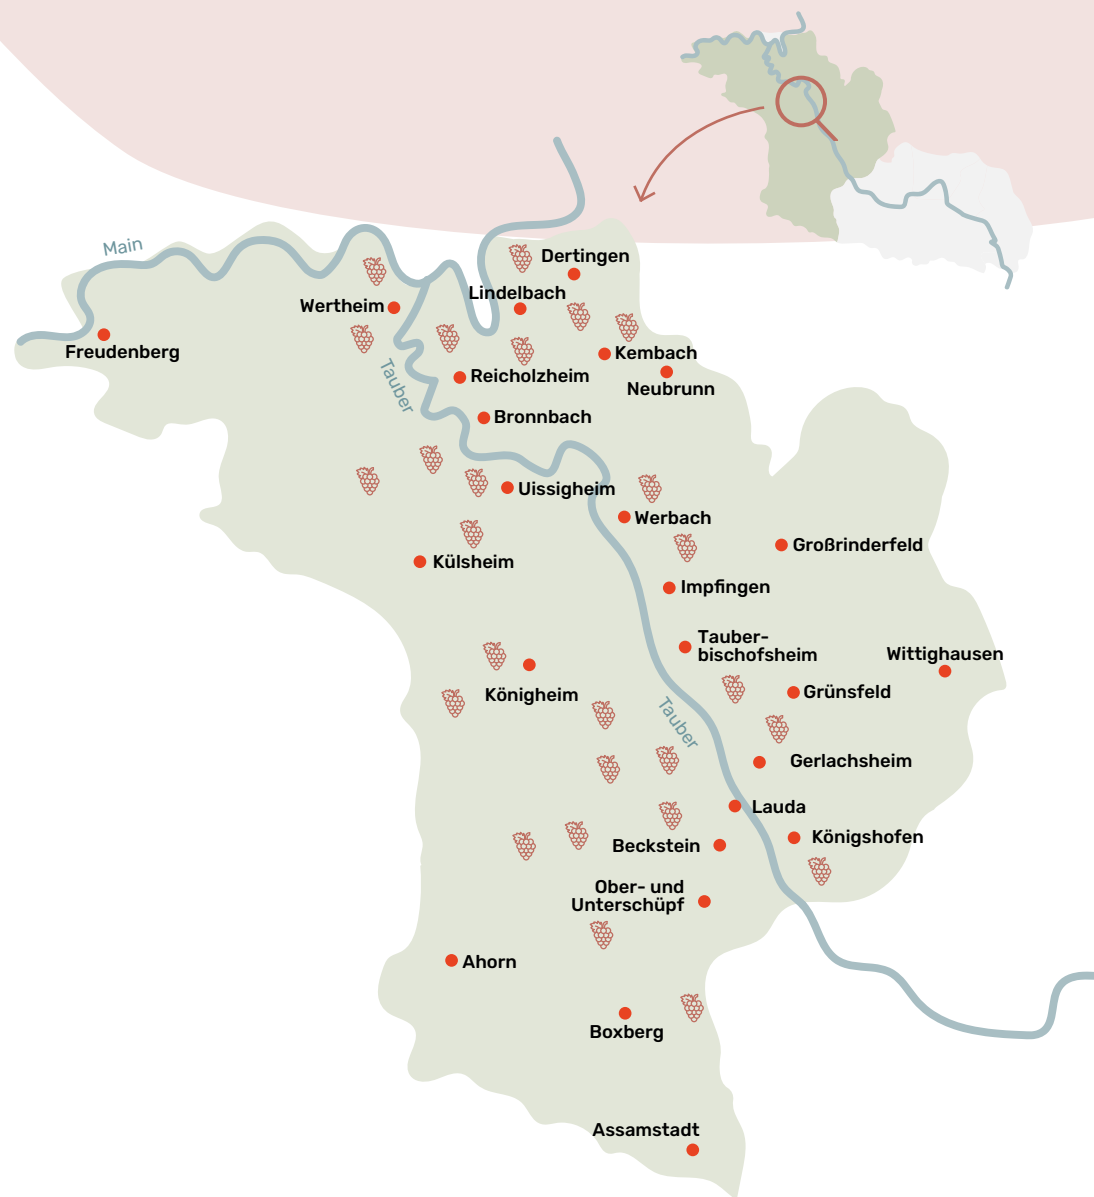 Main
Dertingen
Lindelbach
Wertheim
Freudenberg
Kembach
Tauber
Reicholzheim
Neubrunn
Bronnbach
Uissigheim
Werbach
Großrinderfeld
Külsheim
Impfingen
Tauber-
bischofsheim
Wittighausen
Königheim
Grünsfeld
Tauber
Gerlachsheim
Lauda
Königshofen
Beckstein
Ober- und
Unterschüpf
Ahorn
Boxberg
Assamstadt